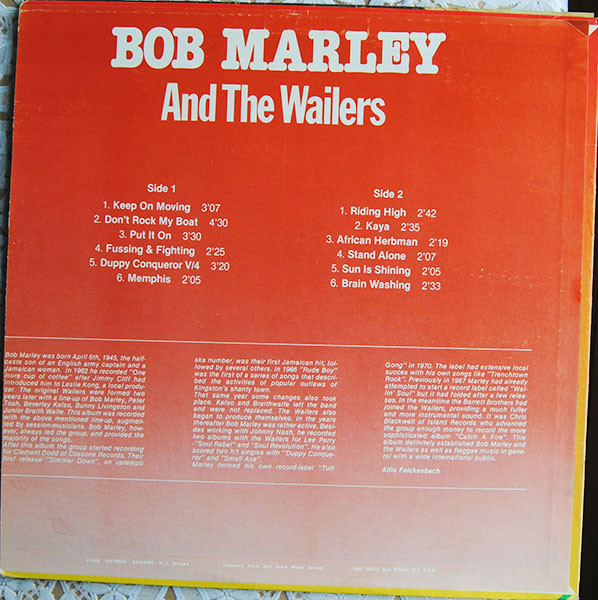 BOB MARLEY
And The Wailers
Side 1
1. Keep On Moving 3'07
2. Don't Rock My Boat 4'30
3. Put It On 3'30
4. Fussing & Fighting 2'25
5. Duppy Conqueror V/4 3'20
6. Memphis 2'05
Side 2
1. Riding High 2'42
2. Kaya 2'35
3. African Herbman 2'19
4. Stand Alone 2'07
5. Sun Is Shining 2'05
6. Brain Washing 2'33
Bob Marley was born April 6th, 1945, the half-
caste son of an English army captain and a
Jamaican woman. In 1962 he recorded "One
more cup of coffee" after Jimmy Cliff had
introduced him to Leslie Kong, a local produ-
cer. The original Wailers were formed two
years later with a line-up of Bob Marley, Peter
Tosh, Beverley Kelso, Bunny Livingston and
Junior Braith Waite. This album was recorded
with the above mentioned line-up, augmen-
ted by session-musicians. Bob Marley, how-
ever, always led the group, and provided the
majority of the songs.
After this album the group started recording
for Clement Dodd of Coxsone Records. Their
first release "Simmer Down", an uptempo
ska number, was their first Jamaican hit, fol-
lowed by several others. In 1966 "Rude Boy"
was the first of a series of songs that descri-
bed the activities of popular outlaws of
Kingston's shanty town.
That same year some changes also took
place. Kelso and Braithwaite left the band
and were not replaced. The Wailers also
began to produce themselves. In the years
thereafter Bob Marley was rather active. Besi-
des working with Johnny Nash, he recorded
two albums with the Wailers for Lee Perry
"Soul Rebel" and "Soul Revolution". He also
scored two hit singles with "Duppy Conque-
ror" and "Small Axe".
Marley formed his own record-label "Tuff
Gong" in 1970. The label had extensive local
succes with his own songs like "Trenchtown
Rock". Previously in 1967 Marley had already
attempted to start a record label called "Wai-
lin' Soul" but it had folded after a few relea-
ses. In the meantime the Barrett Brothers had
joined the Wailers, providing a much fuller
and more instrumental sound. It was Chris
Blackwell of Island Records who advanced
the group enough money to record the more
sophisticated album "Catch A Fire". This
album definitely established Bob Marley and
the Wailers as well as Reggae music in gene-
ral with a wide international public.
Alfie Falckenbach